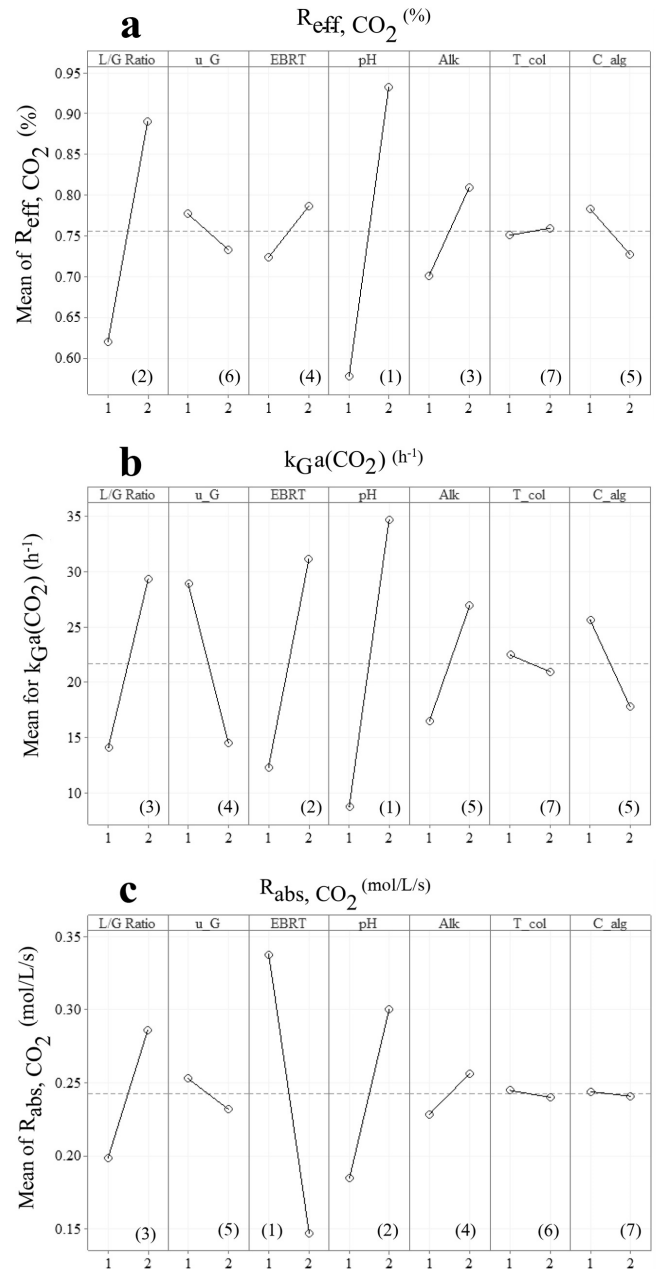 a
R_eff, CO2 (%)
L/G Ratio u_G EBRT pH Alk T_col C_alg
Mean of R_eff, CO2 (%)
0.95
0.90
0.85
0.80
0.75
0.70
0.65
0.60
(2) (6) (4) (1) (3) (7) (5)
1 2 1 2 1 2 1 2 1 2 1 2 1 2
b
kGa(CO2) (h-1)
L/G Ratio u_G EBRT pH Alk T_col C_alg
Mean for kGa(CO2) (h-1)
35
30
25
20
15
10
(3) (4) (2) (1) (5) (7) (5)
1 2 1 2 1 2 1 2 1 2 1 2 1 2
c
Rabs, CO2 (mol/L/s)
L/G Ratio u_G EBRT pH Alk T_col C_alg
Mean of Rabs, CO2 (mol/L/s)
0.35
0.30
0.25
0.20
0.15
(3) (5) (1) (2) (4) (6) (7)
1 2 1 2 1 2 1 2 1 2 1 2 1 2